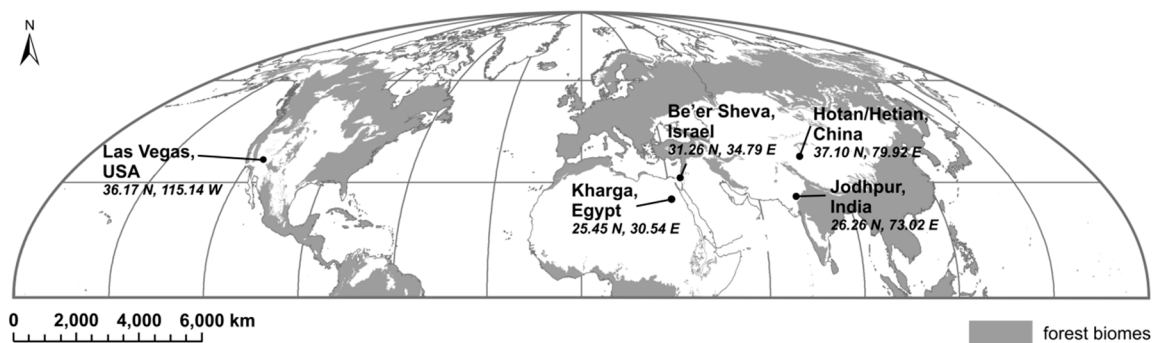 N
Las Vegas,
USA
36.17 N, 115.14 W
Be'er Sheva,
Israel
31.26 N, 34.79 E
Hotan/Hetian,
China
37.10 N, 79.92 E
Kharga,
Egypt
25.45 N, 30.54 E
Jodhpur,
India
26.26 N, 73.02 E
0 2,000 4,000 6,000 km
forest biomes